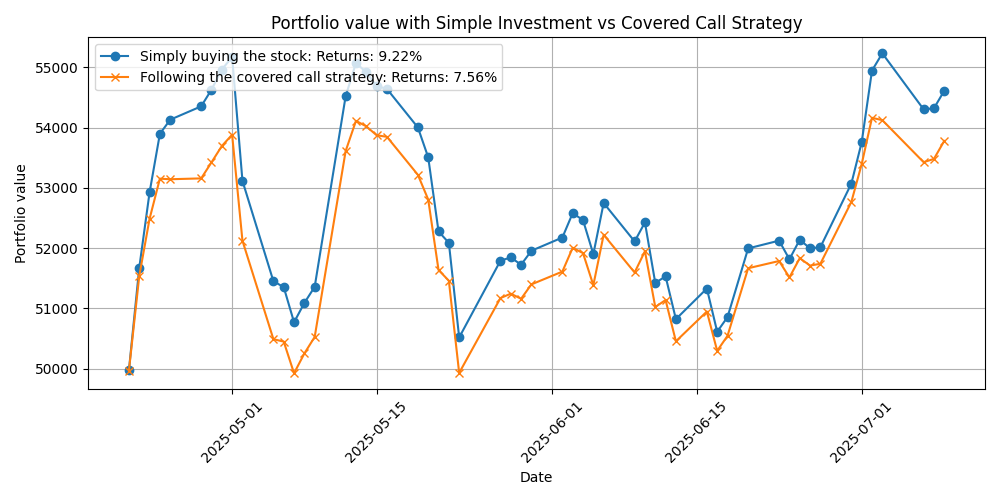 Portfolio value with Simple Investment vs Covered Call Strategy
Simply buying the stock: Returns: 9.22%
Following the covered call strategy: Returns: 7.56%
Portfolio value
55000
54000
53000
52000
51000
50000
2025-05-01
2025-05-15
2025-06-01
2025-06-15
2025-07-01
Date